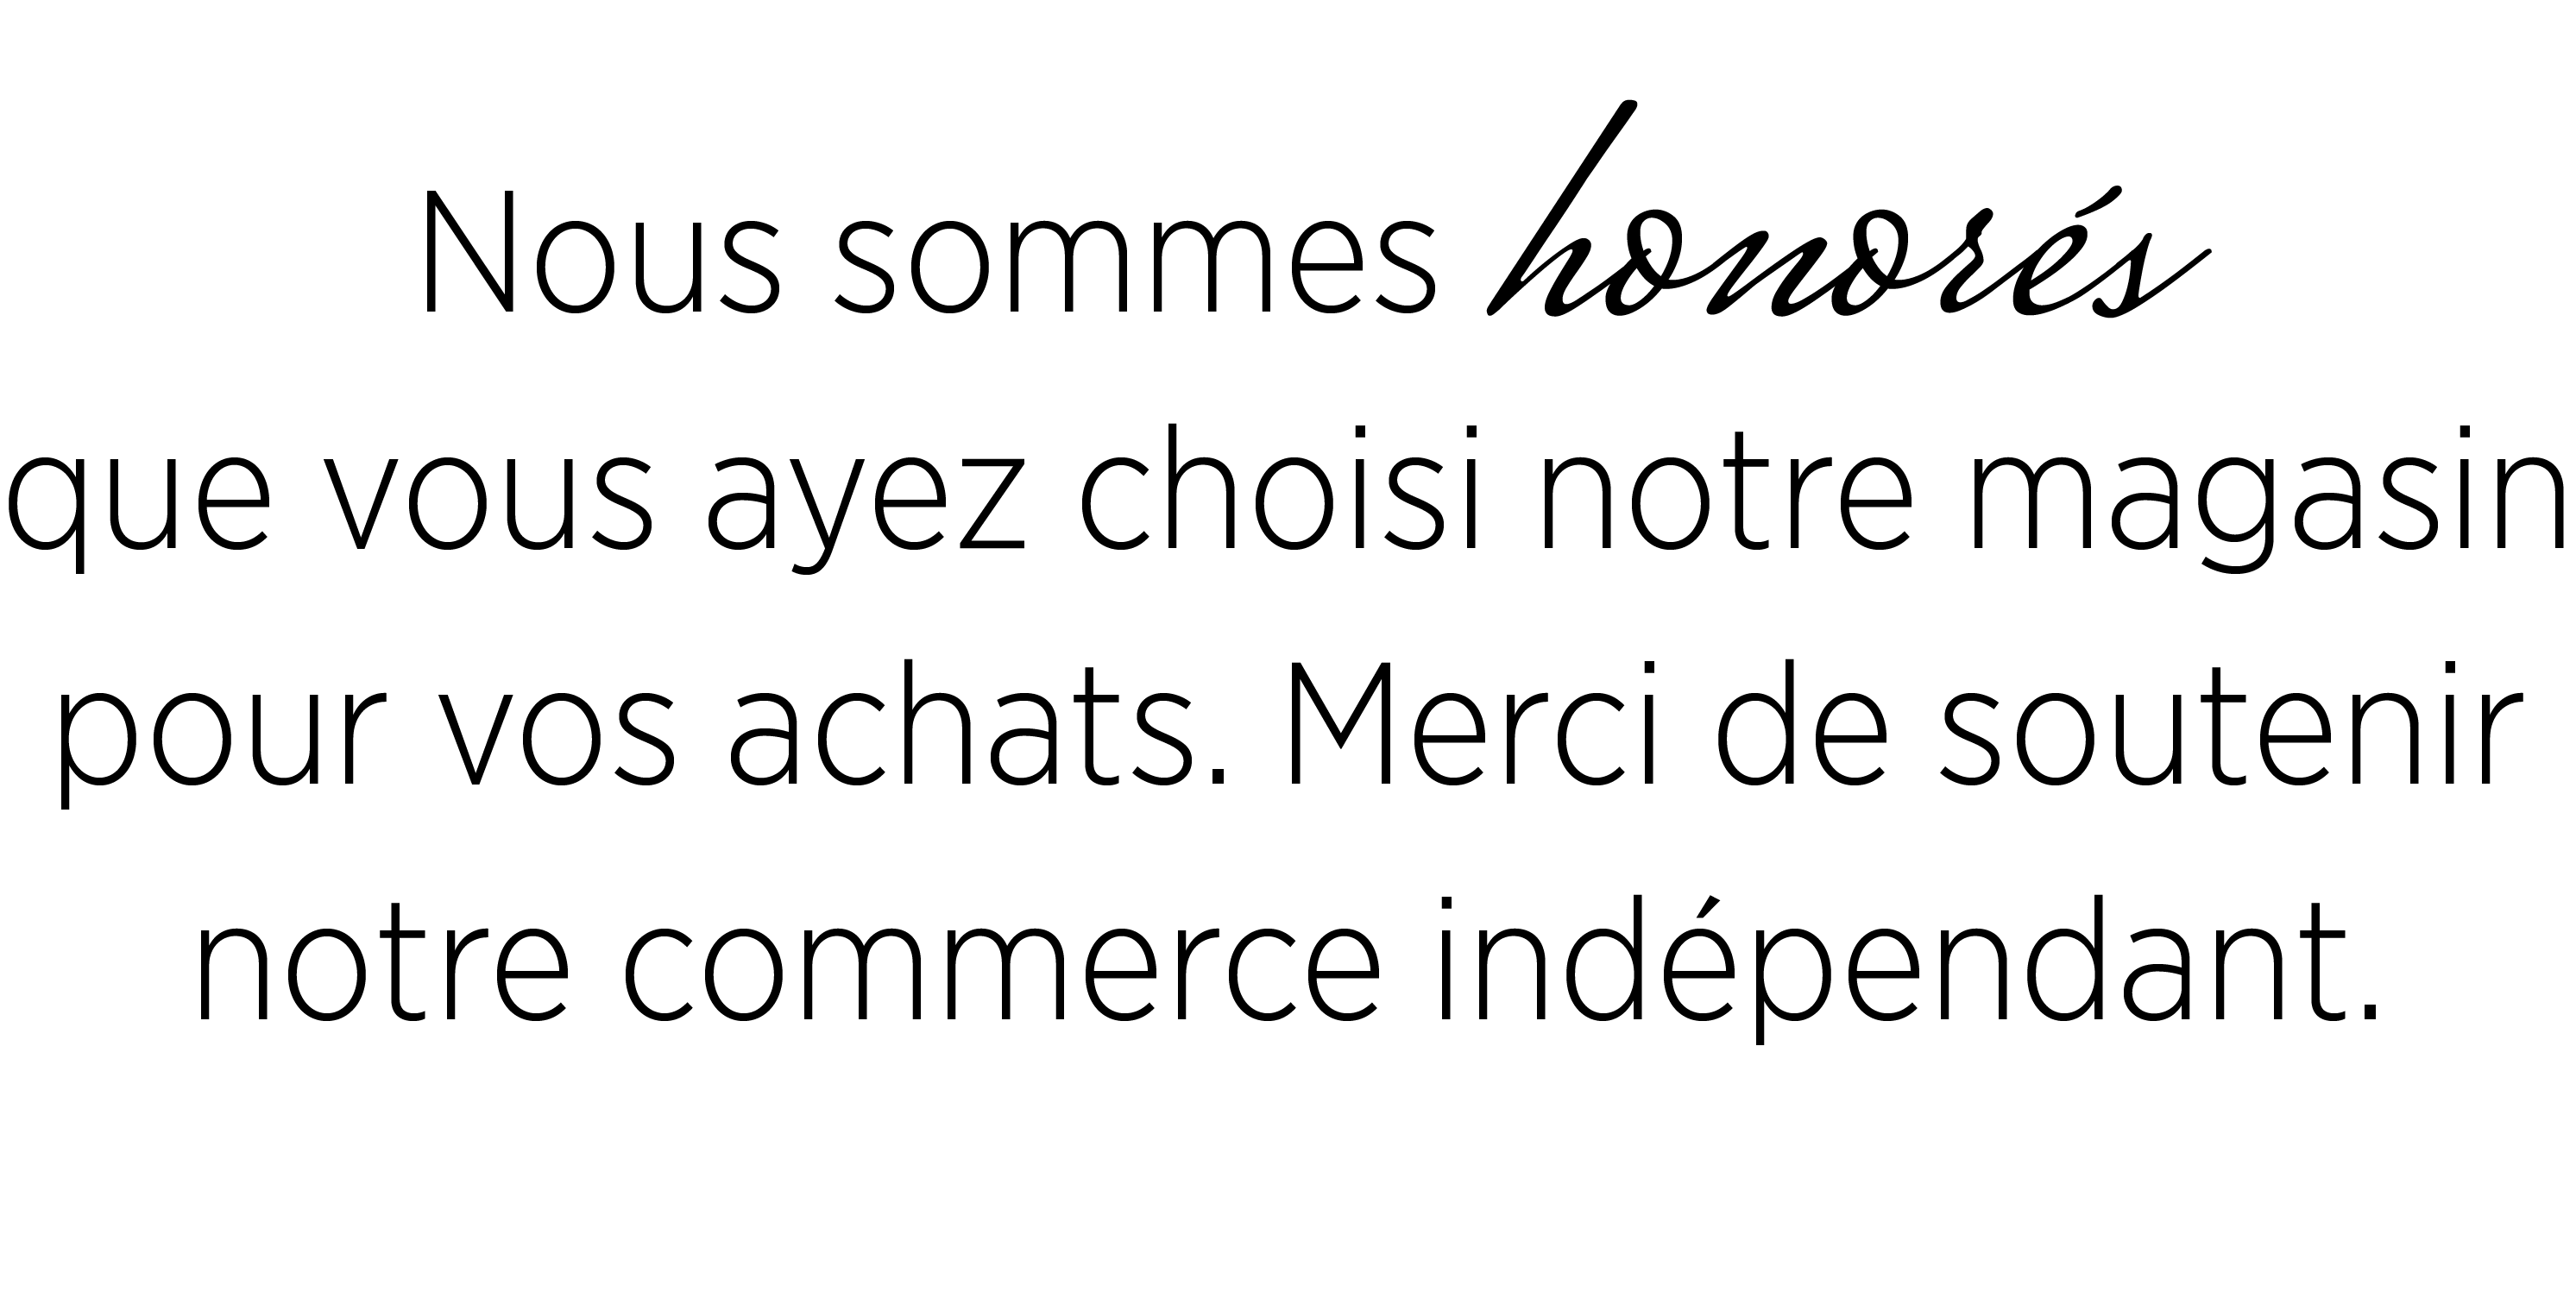 Nous sommes honorés
que vous ayez choisi notre magasin
pour vos achats. Merci de soutenir
notre commerce indépendant.